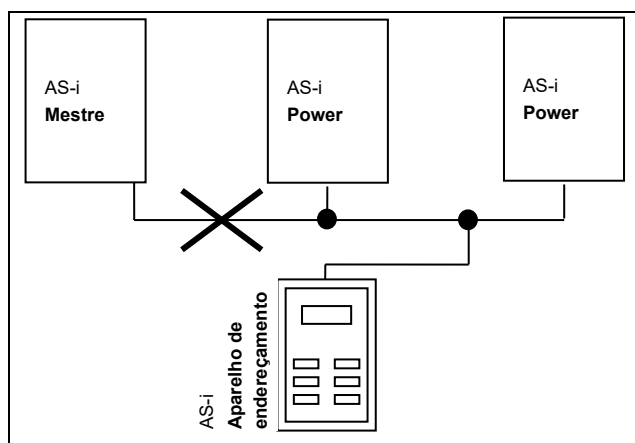 AS-i
Mestre
AS-i
Power
AS-i
Power
AS-i
Aparelho de
endereçamento